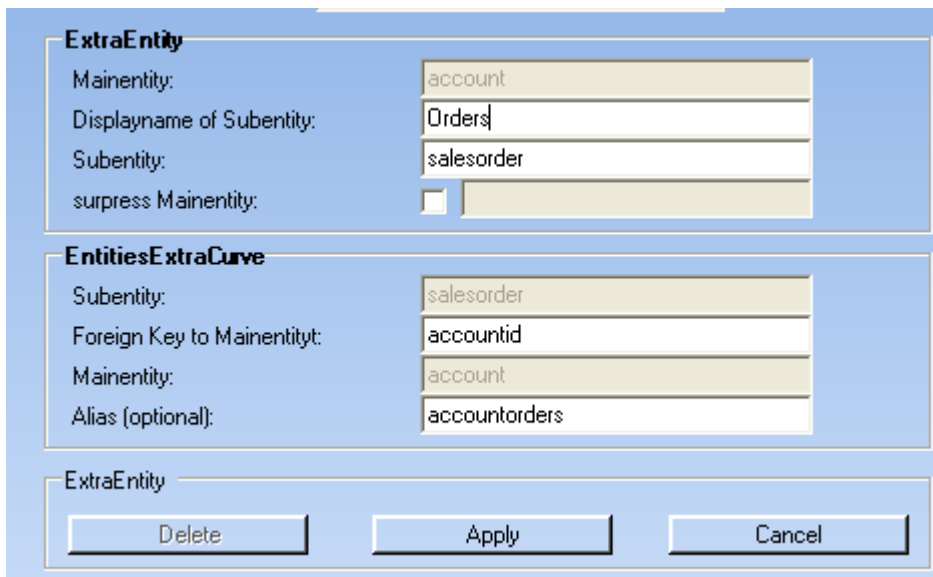 ExtraEntity
Mainentity: account
Displayname of Subentity: Orders
Subentity: salesorder
surpress Mainentity:
EntitiesExtraCurve
Subentity: salesorder
Foreign Key to Mainentityt: accountid
Mainentity: account
Alias (optional): accountorders
ExtraEntity
Delete Apply Cancel